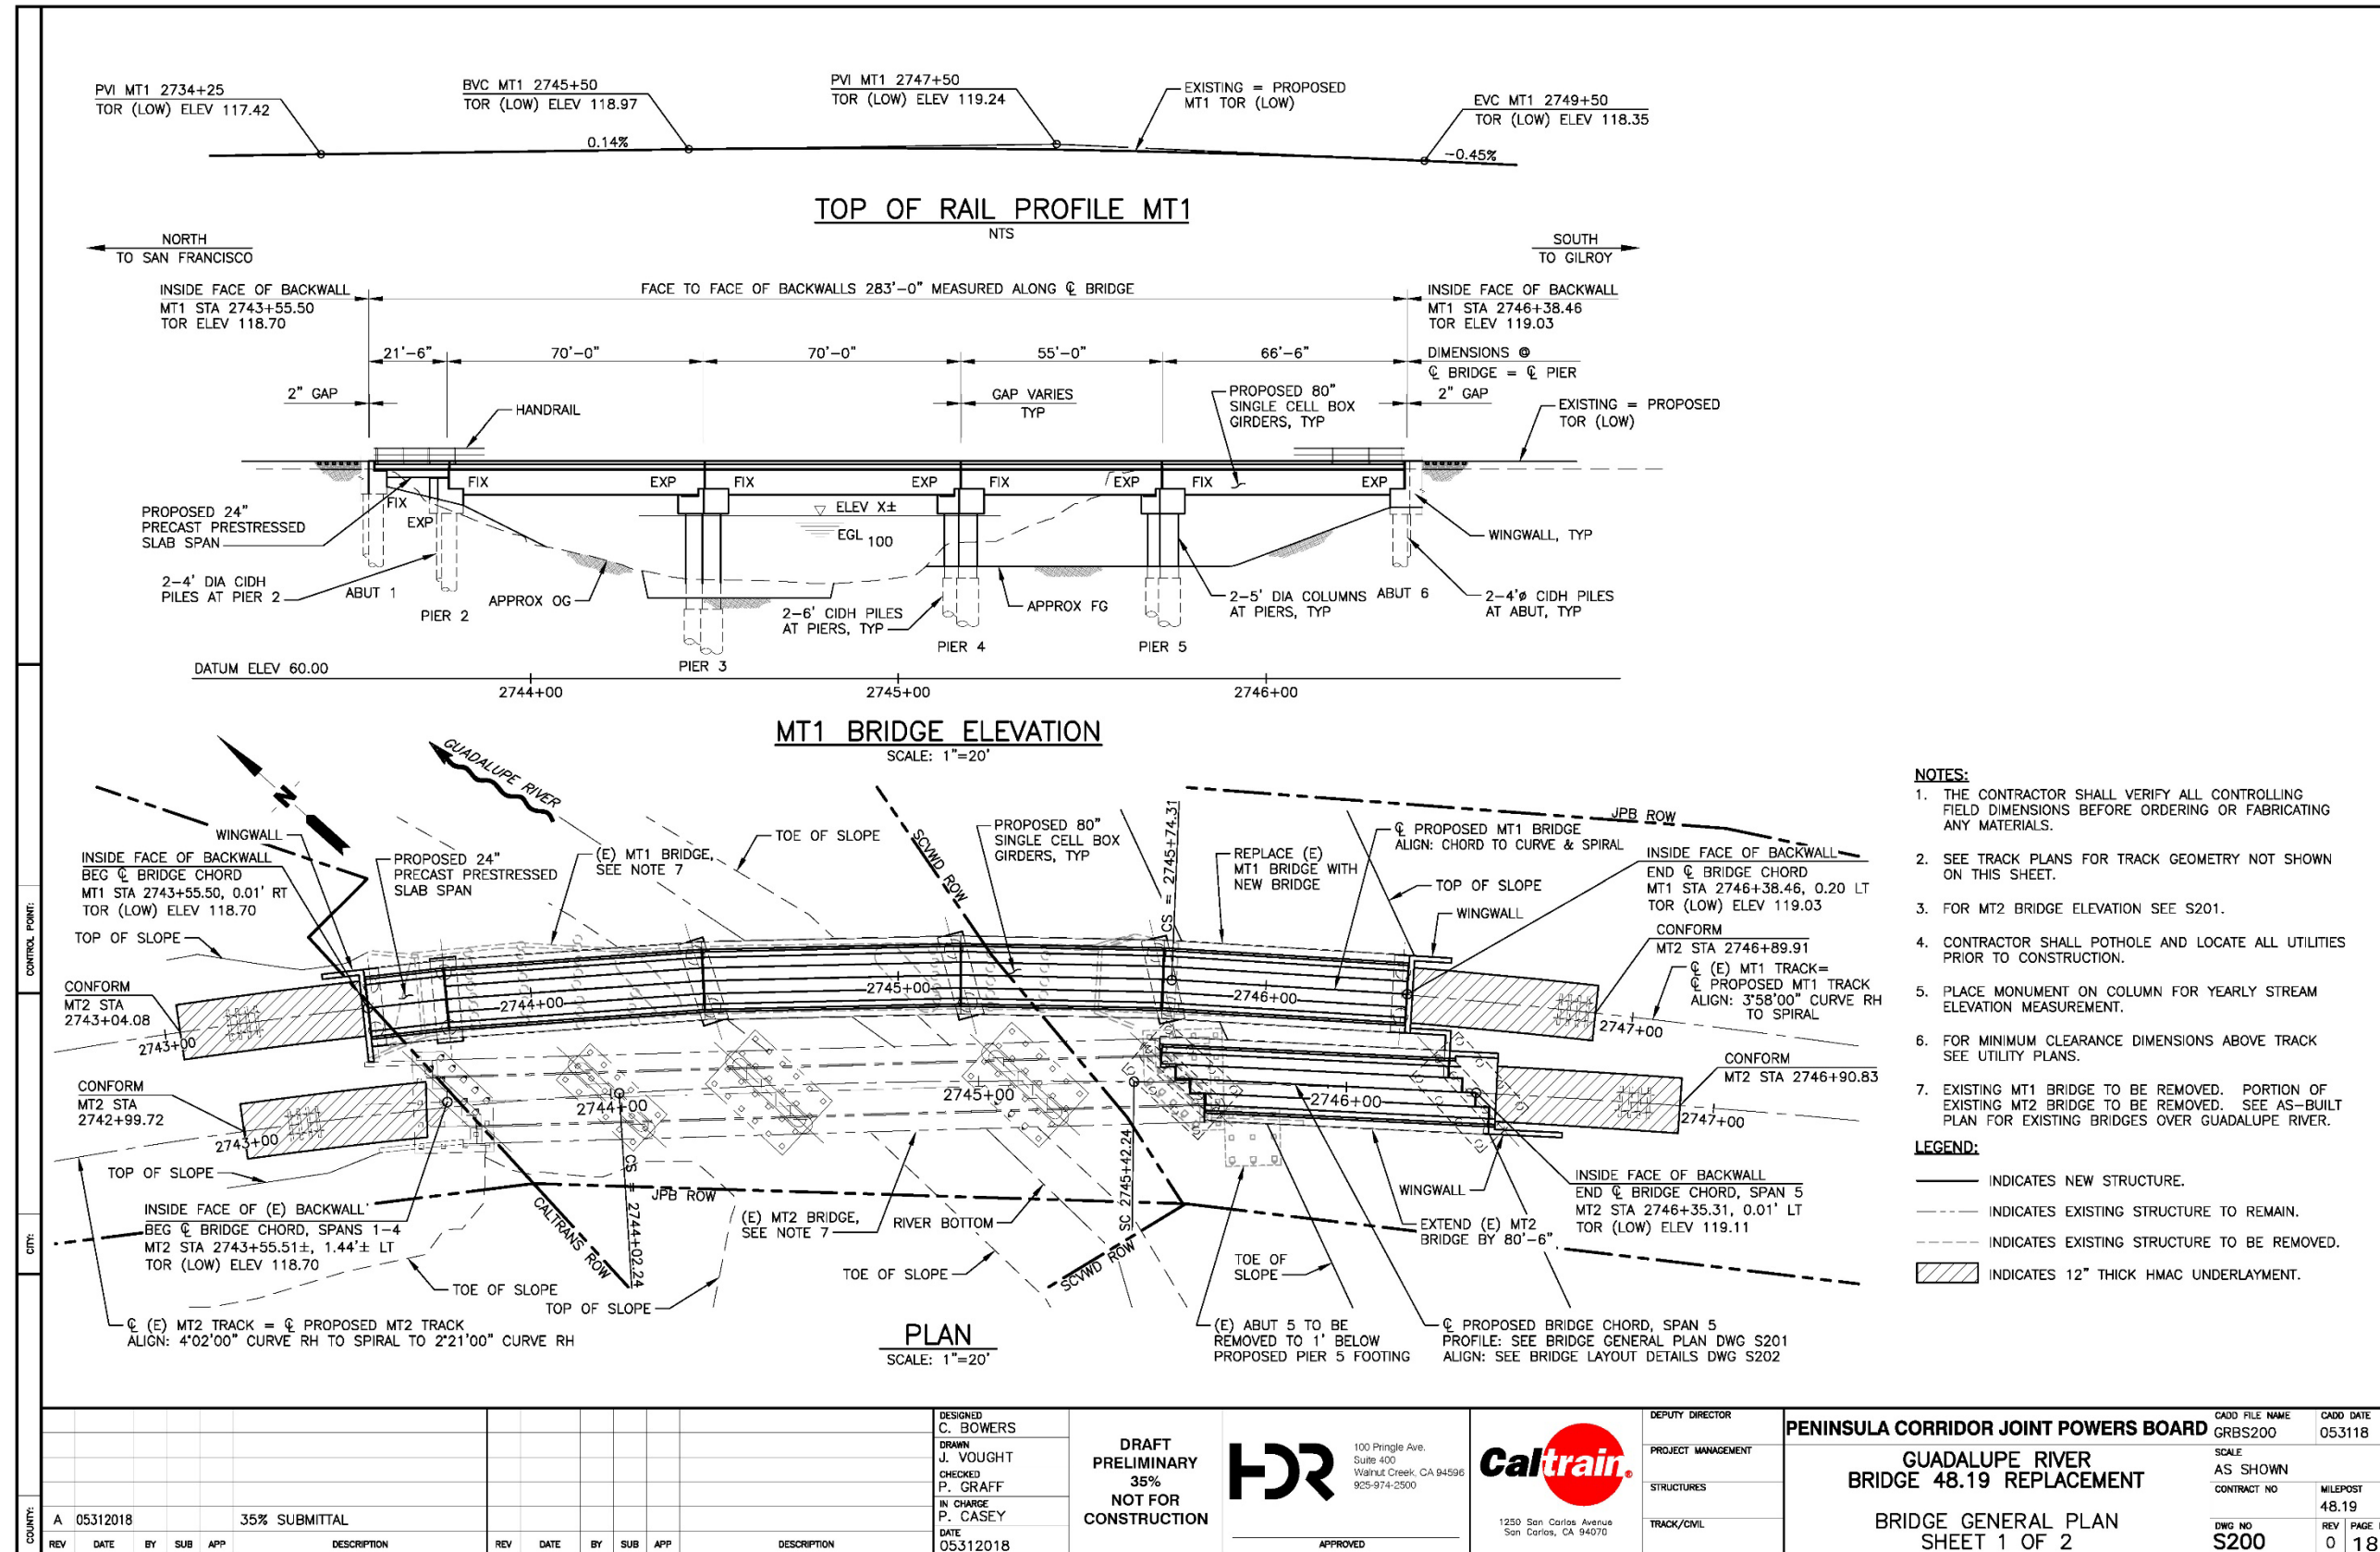 PVI MT1 2734+25
TOR (LOW) ELEV 117.42
BVC MT1 2745+50
TOR (LOW) ELEV 118.97
PVI MT1 2747+50
TOR (LOW) ELEV 119.24
EXISTING = PROPOSED
MT1 TOR (LOW)
EVC MT1 2749+50
TOR (LOW) ELEV 118.35
0.14%
-0.45%
TOP OF RAIL PROFILE MT1
NTS
NORTH
TO SAN FRANCISCO
SOUTH
TO GILROY
INSIDE FACE OF BACKWALL
MT1 STA 2743+55.50
TOR ELEV 118.70
FACE TO FACE OF BACKWALLS 283'-0" MEASURED ALONG ℄ BRIDGE
INSIDE FACE OF BACKWALL
MT1 STA 2746+38.46
TOR ELEV 119.03
21'-6"
70'-0"
70'-0"
55'-0"
66'-6"
DIMENSIONS @
℄ BRIDGE = ℄ PIER
2" GAP
HANDRAIL
GAP VARIES
TYP
PROPOSED 80"
SINGLE CELL BOX
GIRDERS, TYP
2" GAP
EXISTING = PROPOSED
TOR (LOW)
FIX
EXP
FIX
EXP
FIX
EXP
FIX
EXP
FIX
EXP
PROPOSED 24"
PRECAST PRESTRESSED
SLAB SPAN
ELEV X±
EGL 100
WINGWALL, TYP
2-4' DIA CIDH
PILES AT PIER 2
ABUT 1
PIER 2
APPROX OG
2-6' CIDH PILES
AT PIERS, TYP
APPROX FG
2-5' DIA COLUMNS
AT PIERS, TYP
ABUT 6
2-4'ø CIDH PILES
AT ABUT, TYP
PIER 3
PIER 4
PIER 5
DATUM ELEV 60.00
2744+00
2745+00
2746+00
MT1 BRIDGE ELEVATION
SCALE: 1"=20'
N
GUADALUPE RIVER
WINGWALL
INSIDE FACE OF BACKWALL
BEG ℄ BRIDGE CHORD
MT1 STA 2743+55.50, 0.01' RT
TOR (LOW) ELEV 118.70
TOP OF SLOPE
PROPOSED 24"
PRECAST PRESTRESSED
SLAB SPAN
(E) MT1 BRIDGE,
SEE NOTE 7
TOE OF SLOPE
SCVWD ROW
PROPOSED 80"
SINGLE CELL BOX
GIRDERS, TYP
CS = 2745+74.31
REPLACE (E)
MT1 BRIDGE WITH
NEW BRIDGE
JPB ROW
℄ PROPOSED MT1 BRIDGE
ALIGN: CHORD TO CURVE & SPIRAL
TOP OF SLOPE
WINGWALL
INSIDE FACE OF BACKWALL
END ℄ BRIDGE CHORD
MT1 STA 2746+38.46, 0.20 LT
TOR (LOW) ELEV 119.03
CONFORM
MT2 STA 2746+89.91
℄ (E) MT1 TRACK=
℄ PROPOSED MT1 TRACK
ALIGN: 3°58'00" CURVE RH
TO SPIRAL
CONFORM
MT2 STA
2743+04.08
2743+00
2744+00
2745+00
2746+00
2747+00
CONFORM
MT2 STA
2742+99.72
2743+00
2744+00
2745+00
2746+00
2747+00
CONFORM
MT2 STA 2746+90.83
TOP OF SLOPE
INSIDE FACE OF (E) BACKWALL
BEG ℄ BRIDGE CHORD, SPANS 1-4
MT2 STA 2743+55.51±, 1.44'± LT
TOR (LOW) ELEV 118.70
CALTRANS ROW
CS = 2744+02.24
JPB ROW
(E) MT2 BRIDGE,
SEE NOTE 7
RIVER BOTTOM
SC 2745+42.24
SCVWD ROW
TOE OF SLOPE
TOP OF SLOPE
TOE OF SLOPE
TOE OF
SLOPE
WINGWALL
EXTEND (E) MT2
BRIDGE BY 80'-6"
INSIDE FACE OF BACKWALL
END ℄ BRIDGE CHORD, SPAN 5
MT2 STA 2746+35.31, 0.01' LT
TOR (LOW) ELEV 119.11
℄ (E) MT2 TRACK = ℄ PROPOSED MT2 TRACK
ALIGN: 4°02'00" CURVE RH TO SPIRAL TO 2°21'00" CURVE RH
(E) ABUT 5 TO BE
REMOVED TO 1' BELOW
PROPOSED PIER 5 FOOTING
℄ PROPOSED BRIDGE CHORD, SPAN 5
PROFILE: SEE BRIDGE GENERAL PLAN DWG S201
ALIGN: SEE BRIDGE LAYOUT DETAILS DWG S202
PLAN
SCALE: 1"=20'
NOTES:
1. THE CONTRACTOR SHALL VERIFY ALL CONTROLLING
FIELD DIMENSIONS BEFORE ORDERING OR FABRICATING
ANY MATERIALS.
2. SEE TRACK PLANS FOR TRACK GEOMETRY NOT SHOWN
ON THIS SHEET.
3. FOR MT2 BRIDGE ELEVATION SEE S201.
4. CONTRACTOR SHALL POTHOLE AND LOCATE ALL UTILITIES
PRIOR TO CONSTRUCTION.
5. PLACE MONUMENT ON COLUMN FOR YEARLY STREAM
ELEVATION MEASUREMENT.
6. FOR MINIMUM CLEARANCE DIMENSIONS ABOVE TRACK
SEE UTILITY PLANS.
7. EXISTING MT1 BRIDGE TO BE REMOVED. PORTION OF
EXISTING MT2 BRIDGE TO BE REMOVED. SEE AS-BUILT
PLAN FOR EXISTING BRIDGES OVER GUADALUPE RIVER.
LEGEND:
INDICATES NEW STRUCTURE.
INDICATES EXISTING STRUCTURE TO REMAIN.
INDICATES EXISTING STRUCTURE TO BE REMOVED.
INDICATES 12" THICK HMAC UNDERLAYMENT.
CONTROL POINT:
CITY:
COUNTY:
A 05312018 35% SUBMITTAL
REV DATE BY SUB APP DESCRIPTION REV DATE BY SUB APP DESCRIPTION
DESIGNED
C. BOWERS
DRAWN
J. VOUGHT
CHECKED
P. GRAFF
IN CHARGE
P. CASEY
DATE
05312018
DRAFT
PRELIMINARY
35%
NOT FOR
CONSTRUCTION
HDR
100 Pringle Ave.
Suite 400
Walnut Creek, CA 94596
925-974-2500
APPROVED
Caltrain®
1250 San Carlos Avenue
San Carlos, CA 94070
DEPUTY DIRECTOR
PROJECT MANAGEMENT
STRUCTURES
TRACK/CIVIL
PENINSULA CORRIDOR JOINT POWERS BOARD
GUADALUPE RIVER
BRIDGE 48.19 REPLACEMENT
BRIDGE GENERAL PLAN
SHEET 1 OF 2
CADD FILE NAME
GRBS200
CADD DATE
053118
SCALE
AS SHOWN
CONTRACT NO
MILEPOST
48.19
DWG NO
S200
REV
0
PAGE
18